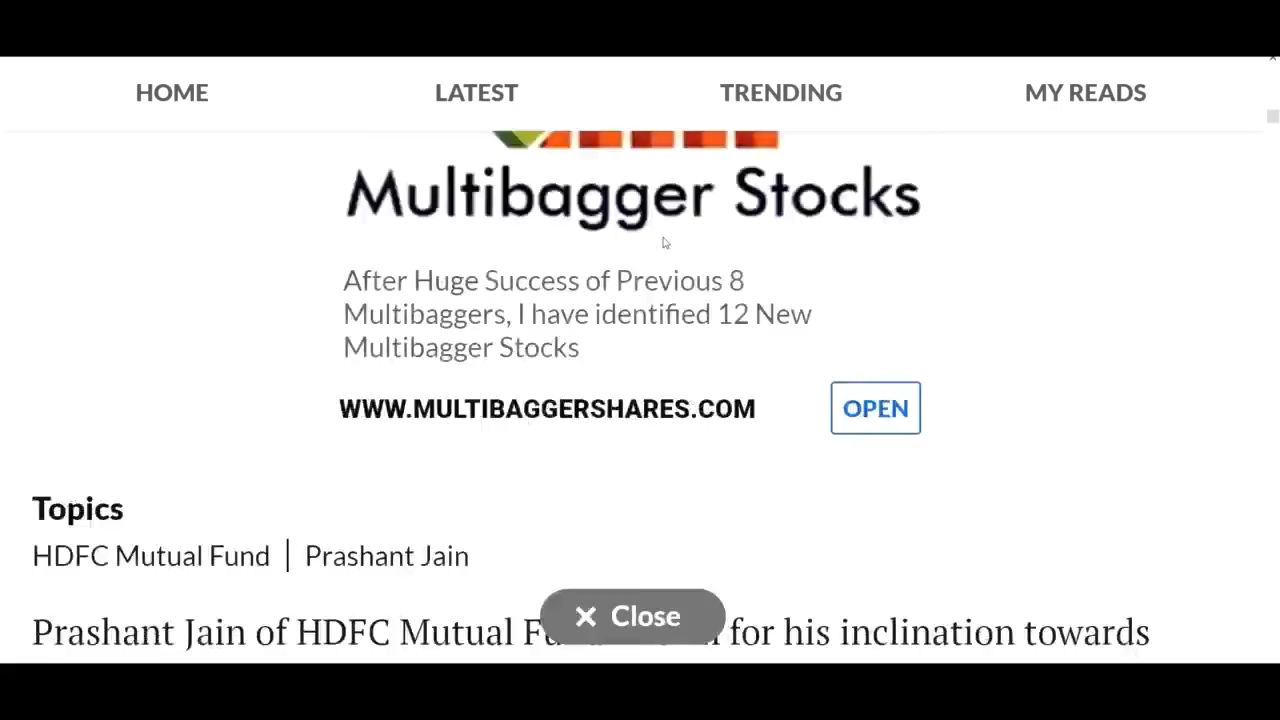 HOME LATEST TRENDING MY READS
Multibagger Stocks
After Huge Success of Previous 8
Multibaggers, I have identified 12 New
Multibagger Stocks
WWW.MULTIBAGGERSHARES.COM OPEN
Topics
HDFC Mutual Fund | Prashant Jain
× Close
Prashant Jain of HDFC Mutual for his inclination towards